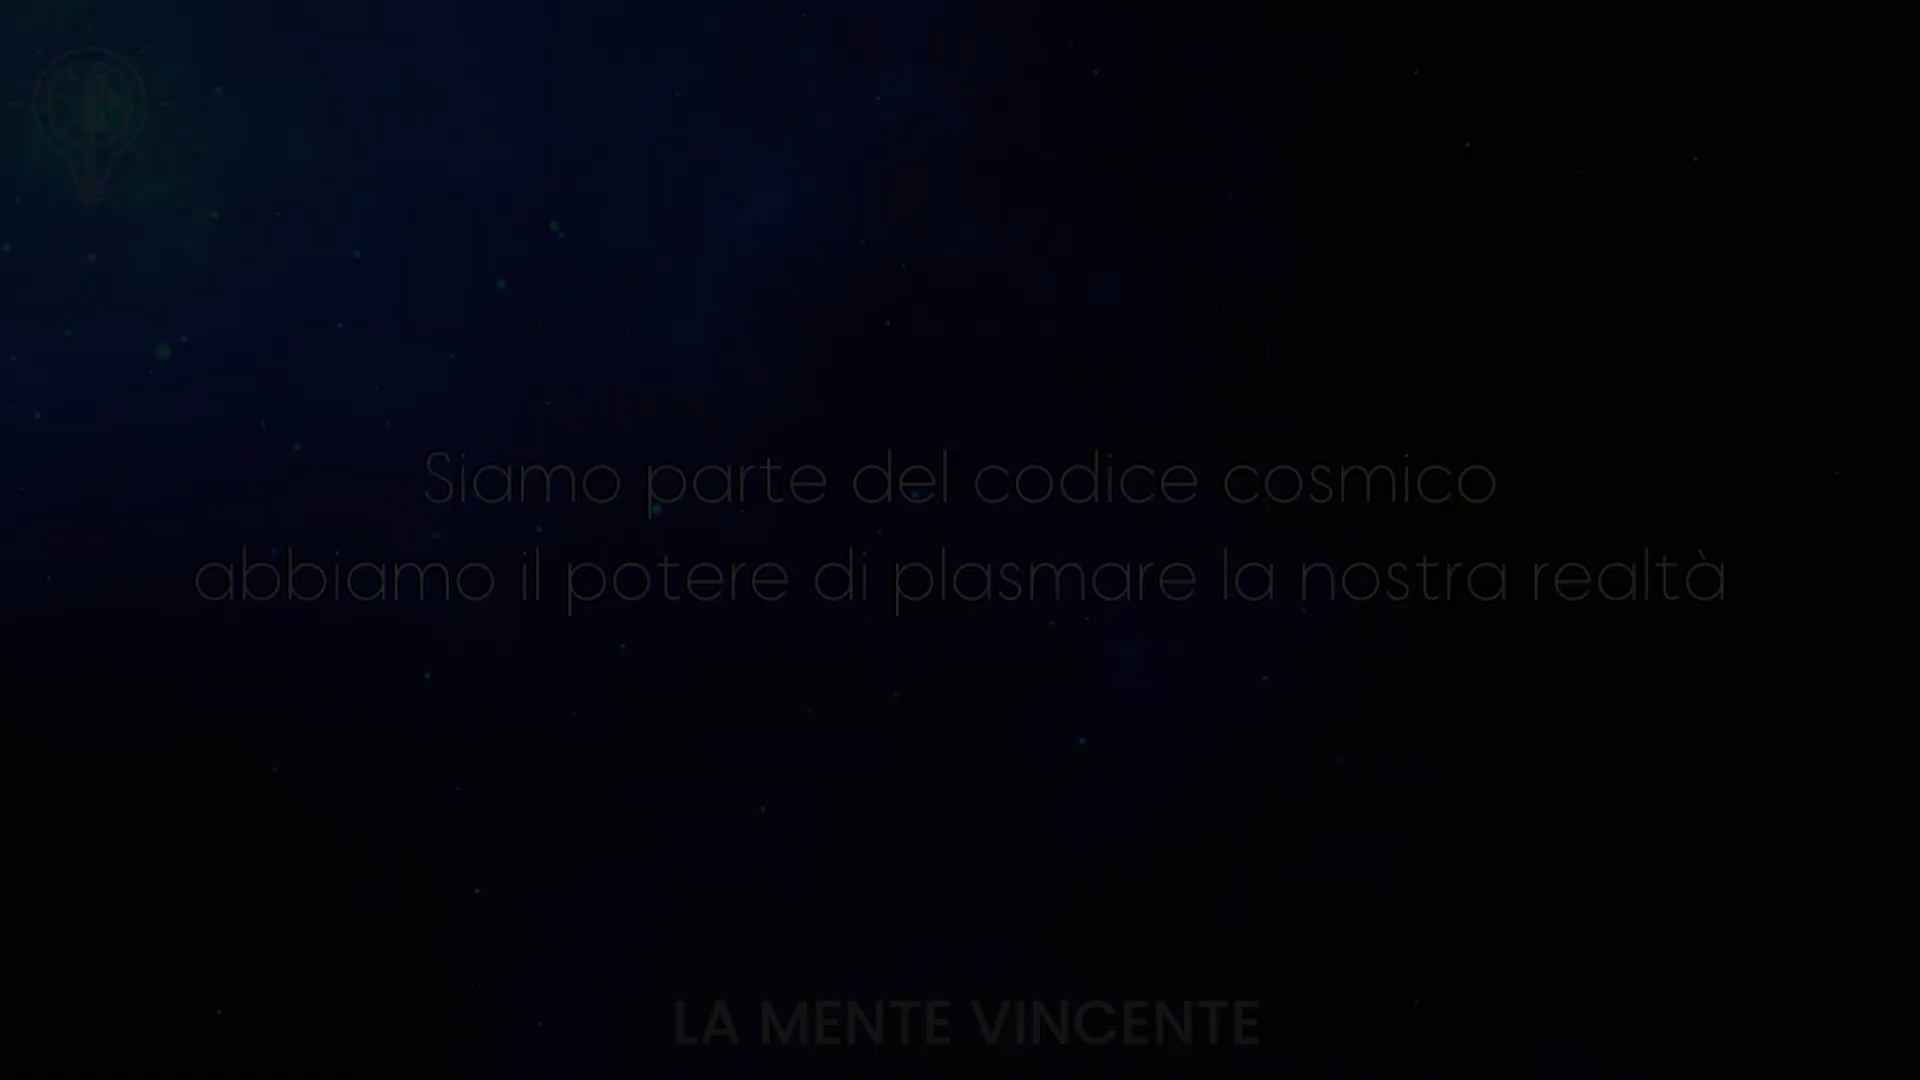 Siamo parte del codice cosmico
abbiamo il potere di plasmare la nostra realtà
LA MENTE VINCENTE